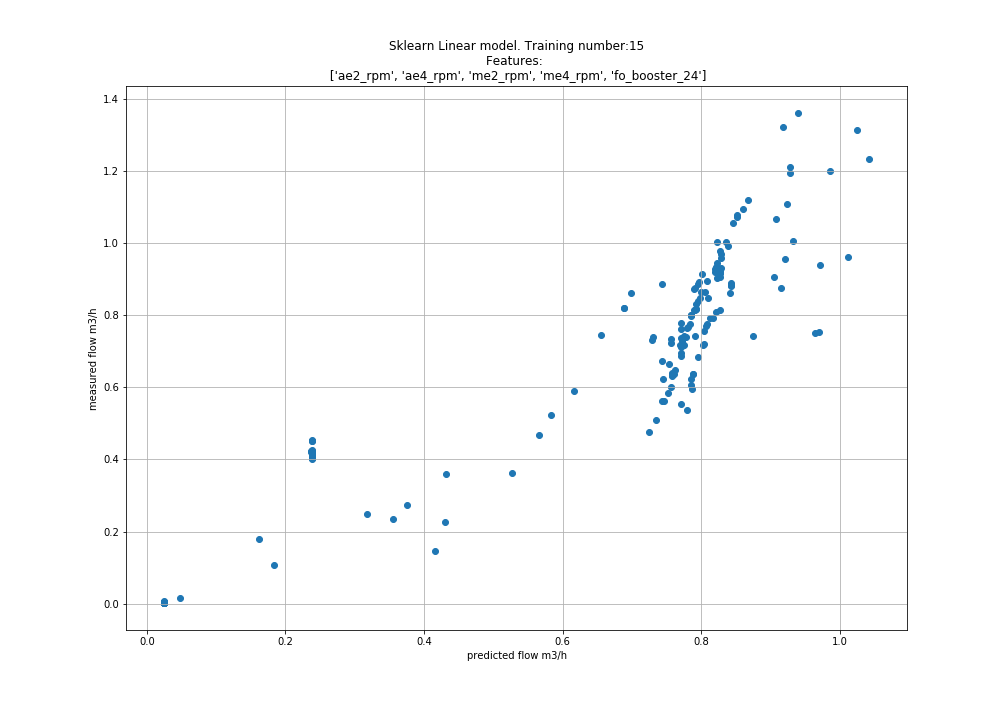 Sklearn Linear model. Training number:15
Features:
['ae2_rpm', 'ae4_rpm', 'me2_rpm', 'me4_rpm', 'fo_booster_24']
1.4
1.2
1.0
0.8
0.6
0.4
0.2
0.0
measured flow m3/h
0.0 0.2 0.4 0.6 0.8 1.0
predicted flow m3/h